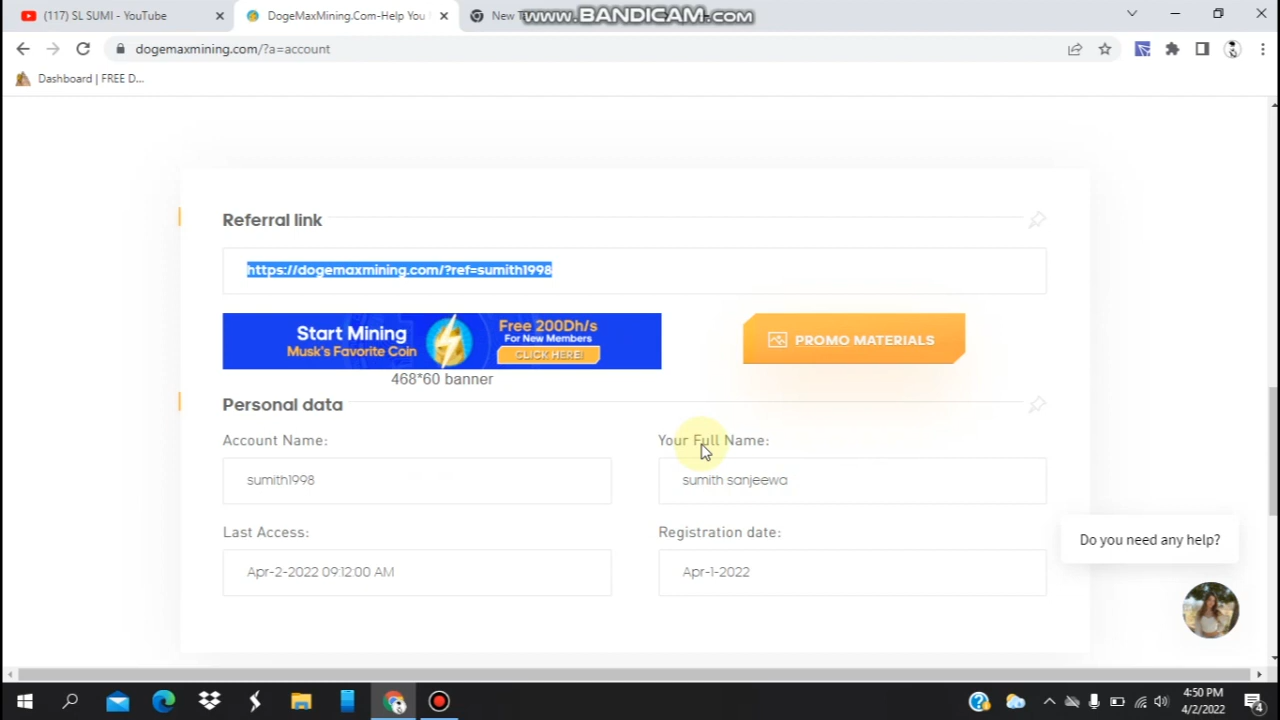 (117) SL SUMI - YouTube
DogeMaxMining.Com-Help You
New T
www.BANDICAM.com
dogemaxmining.com/?a=account
Dashboard | FREE D...
Referral link
https://dogemaxmining.com/?ref=sumith1998
Start Mining
Musk's Favorite Coin
Free 200Dh/s
For New Members
CLICK HERE!
PROMO MATERIALS
468*60 banner
Personal data
Account Name:
Your Full Name:
sumith1998
sumith sanjeewa
Last Access:
Registration date:
Apr-2-2022 09:12:00 AM
Apr-1-2022
Do you need any help?
4:50 PM
4/2/2022
4